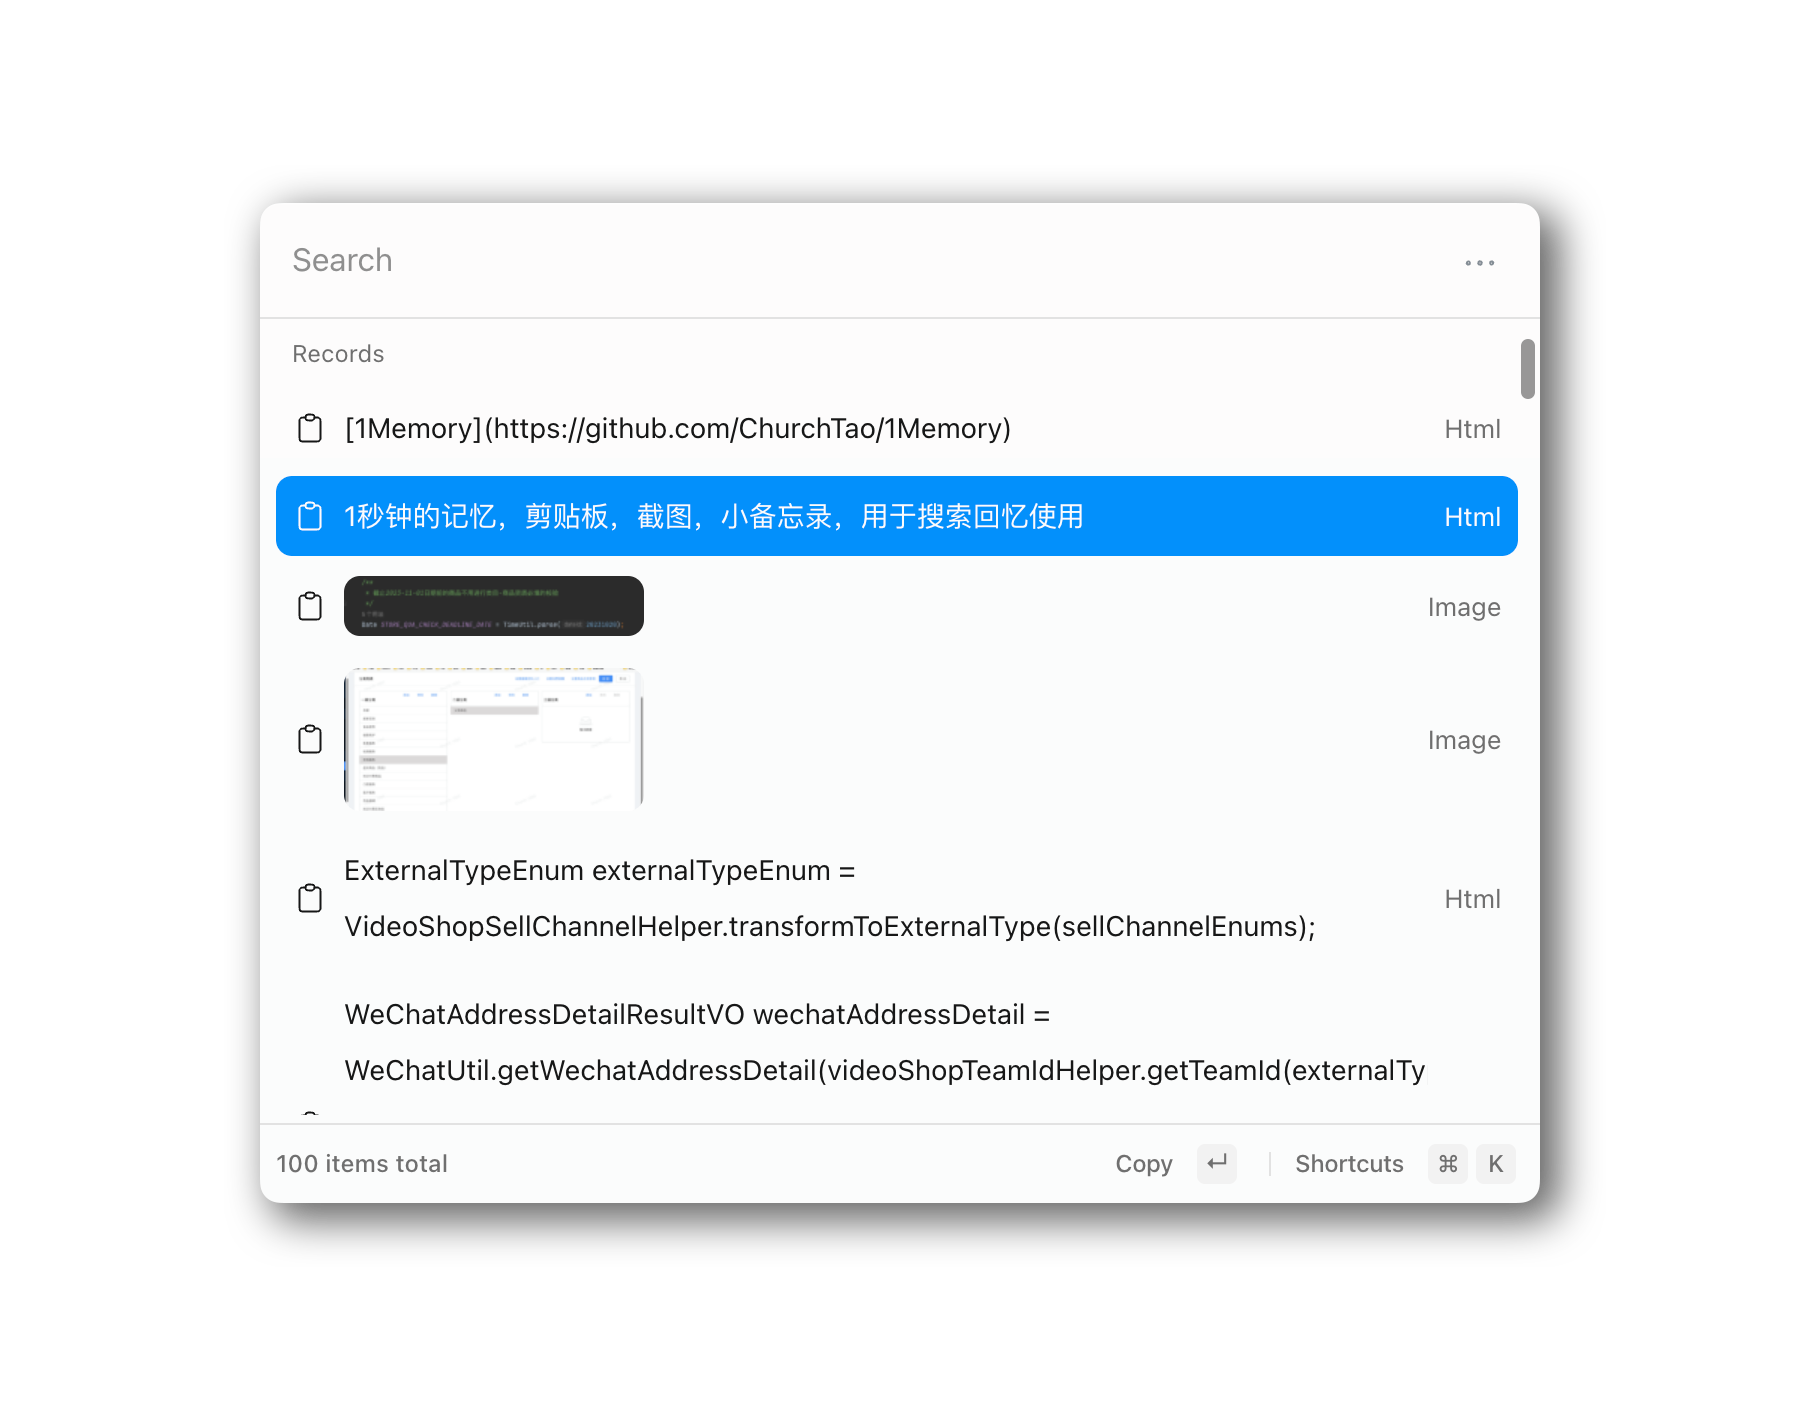 Search
Records
[1Memory](https://github.com/ChurchTao/1Memory)
Html
1秒钟的记忆，剪贴板，截图，小备忘录，用于搜索回忆使用
Html
/**
*/
Image
Image
ExternalTypeEnum externalTypeEnum =
VideoShopSellChannelHelper.transformToExternalType(sellChannelEnums);
Html
WeChatAddressDetailResultVO wechatAddressDetail =
WeChatUtil.getWechatAddressDetail(videoShopTeamIdHelper.getTeamId(externalTy
100 items total
Copy
Shortcuts
⌘ K